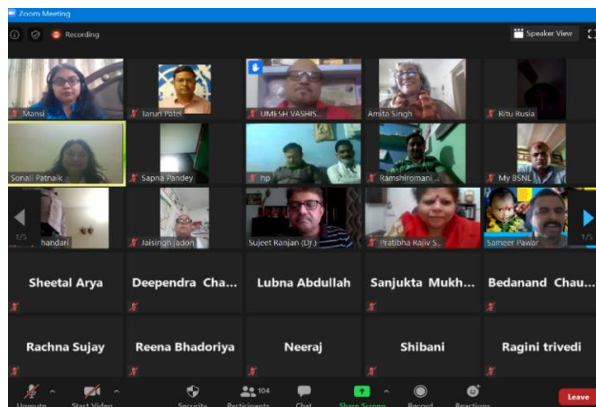 Zoom Meeting
Recording
Speaker View
Mansi
Tarun Patel
UMESH VASHIS...
Amita Singh
Ritu Rusia
Sonali Patnaik
Sapna Pandey
hp
Ramshiromani...
My BSNL
1/5
handari
Jaisingh Jadon
Sujeet Ranjan (Dr.)
Pratibha Rajiv S...
Sameer Pawar
1/5
Sheetal Arya
Deependra Cha...
Lubna Abdullah
Sanjukta Mukh...
Bedanand Chau...
Rachna Sujay
Reena Bhadoriya
Neeraj
Shibani
Ragini trivedi
104
Unmute
Start Video
Security
Participants
Chat
Share Screen
Record
Reactions
Leave